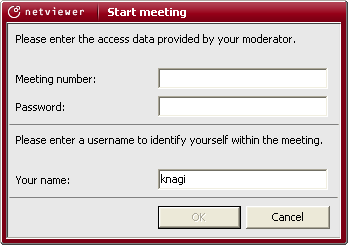 netviewer Start meeting
Please enter the access data provided by your moderator.
Meeting number:
Password:
Please enter a username to identify yourself within the meeting.
Your name: knagi
OK Cancel